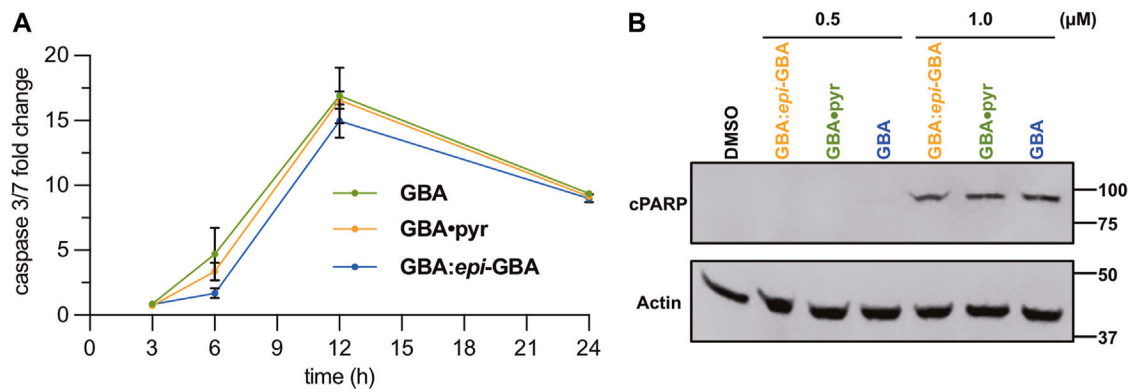 A
caspase 3/7 fold change
20
15
10
5
0
0 3 6 9 12 15 18 21 24
time (h)
GBA
GBA•pyr
GBA:epi-GBA
B
0.5 1.0 (μM)
DMSO
GBA:epi-GBA
GBA•pyr
GBA
GBA:epi-GBA
GBA•pyr
GBA
cPARP
100
75
Actin
50
37